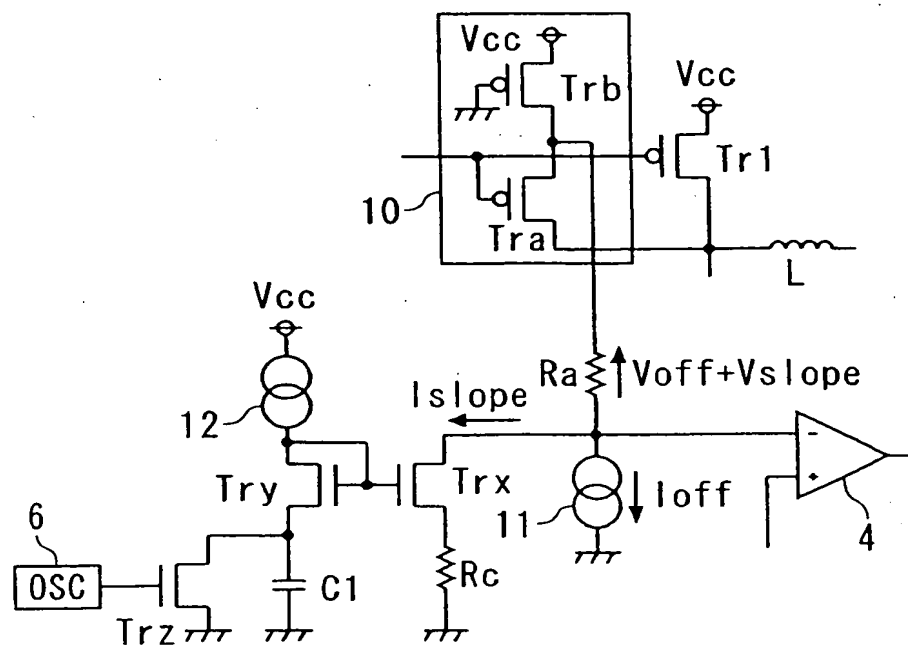 Vcc
Trb
Vcc
Tr1
10
Tra
L
Vcc
Ra
Voff+Vslope
Islope
12
Try
Trx
11
Ioff
4
6
OSC
Trz
C1
Rc
-
+